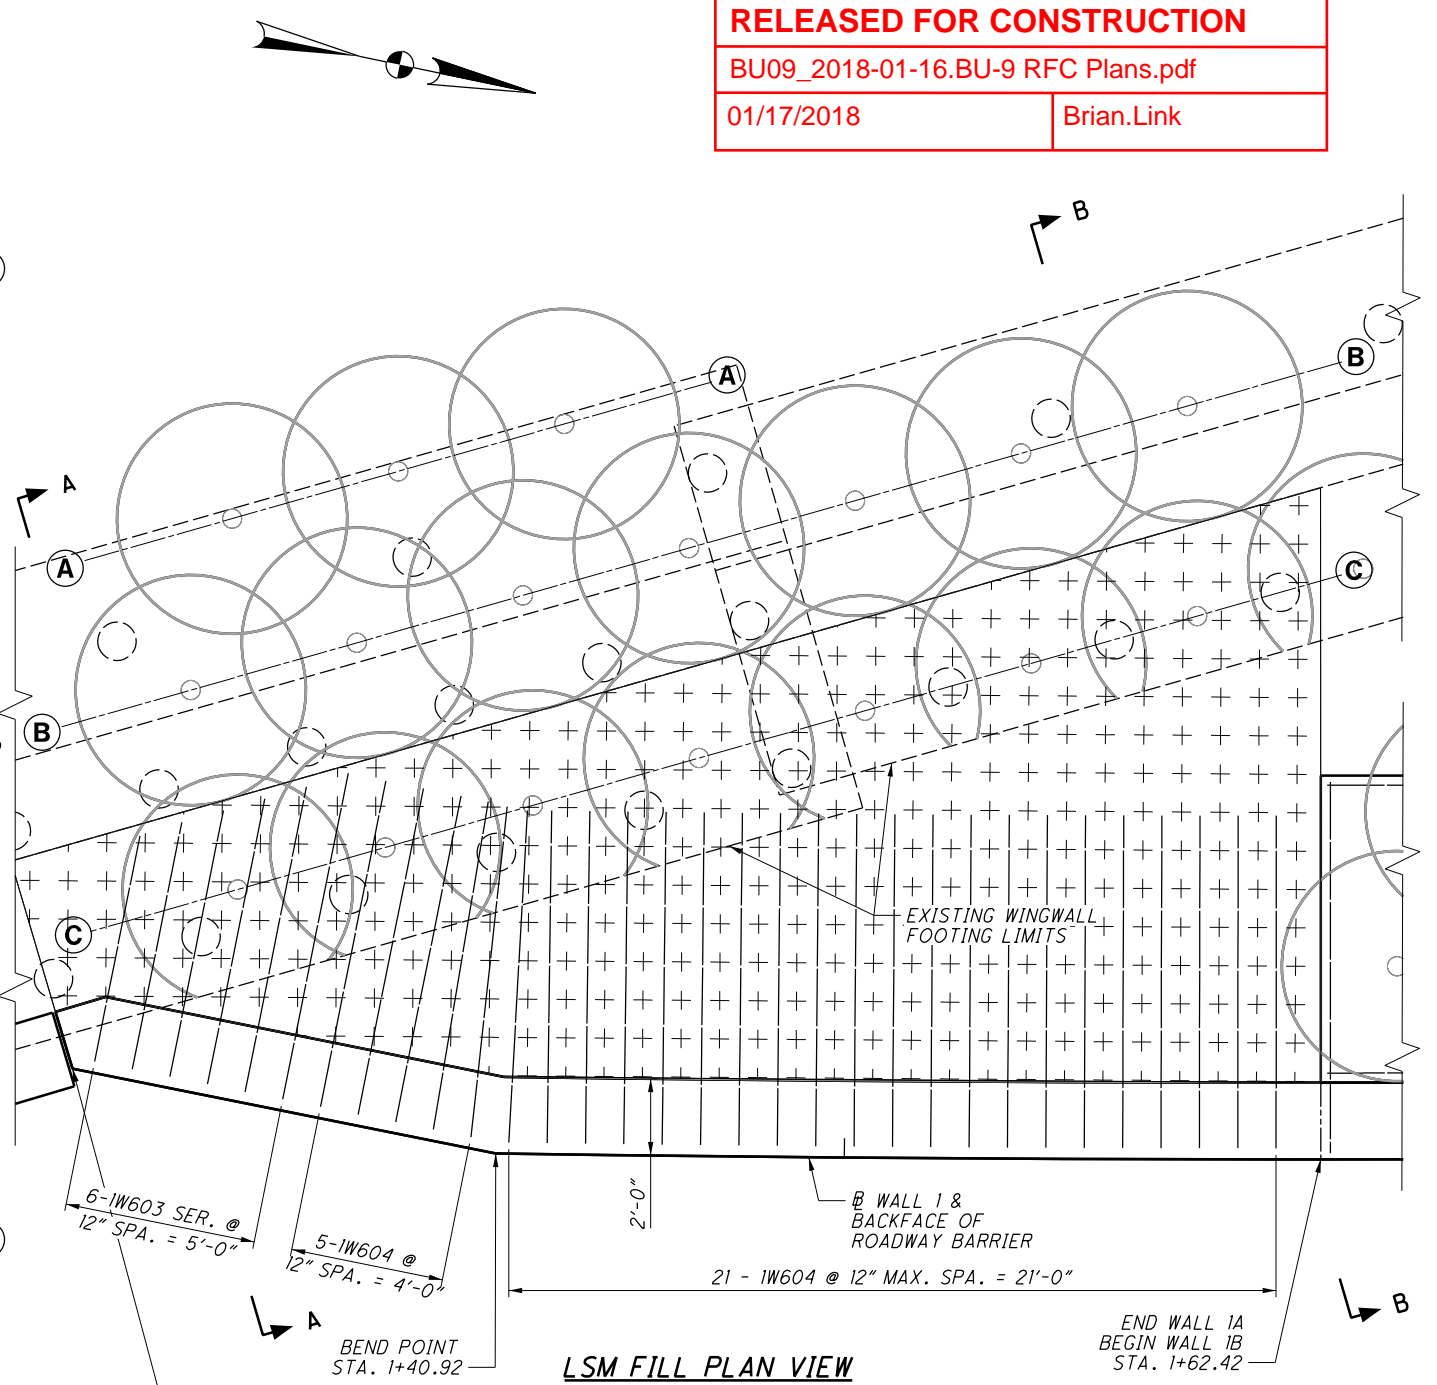 RELEASED FOR CONSTRUCTION
BU09_2018-01-16.BU-9 RFC Plans.pdf
01/17/2018
Brian.Link
B
A
B
A
A
B
C
C
EXISTING WINGWALL
FOOTING LIMITS
6-1W603 SER. @
12" SPA. = 5'-0"
5-1W604 @
12" SPA. = 4'-0"
2'-0"
WALL 1 &
BACKFACE OF
ROADWAY BARRIER
21 - 1W604 @ 12" MAX. SPA. = 21'-0"
A
B
BEND POINT
STA. 1+40.92
END WALL 1A
BEGIN WALL 1B
STA. 1+62.42
LSM FILL PLAN VIEW